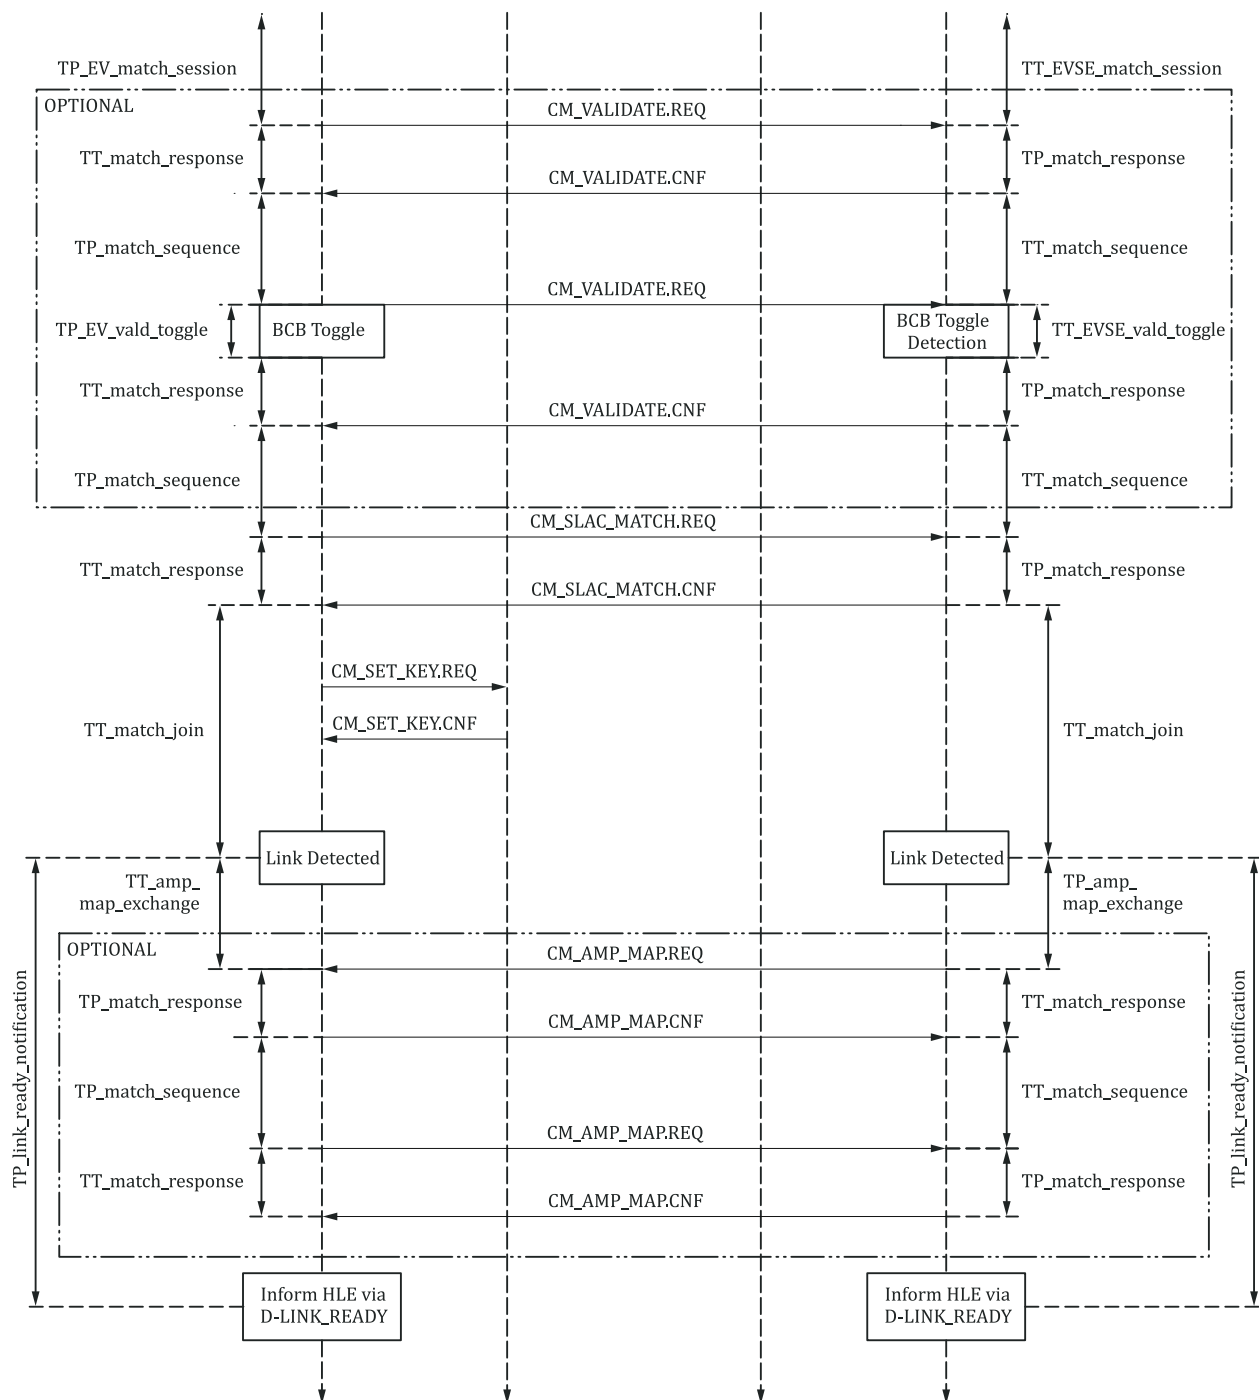 TP_EV_match_session
TT_EVSE_match_session
OPTIONAL
CM_VALIDATE.REQ
TT_match_response
TP_match_response
CM_VALIDATE.CNF
TP_match_sequence
TT_match_sequence
CM_VALIDATE.REQ
TP_EV_vald_toggle
BCB Toggle
BCB Toggle
Detection
TT_EVSE_vald_toggle
TT_match_response
TP_match_response
CM_VALIDATE.CNF
TP_match_sequence
TT_match_sequence
CM_SLAC_MATCH.REQ
TT_match_response
TP_match_response
CM_SLAC_MATCH.CNF
CM_SET_KEY.REQ
TT_match_join
CM_SET_KEY.CNF
TT_match_join
Link Detected
Link Detected
TT_amp_
map_exchange
TP_amp_
map_exchange
OPTIONAL
CM_AMP_MAP.REQ
TP_match_response
TT_match_response
CM_AMP_MAP.CNF
TP_link_ready_notification
TP_match_sequence
TT_match_sequence
TP_link_ready_notification
CM_AMP_MAP.REQ
TT_match_response
TP_match_response
CM_AMP_MAP.CNF
Inform HLE via
D-LINK_READY
Inform HLE via
D-LINK_READY